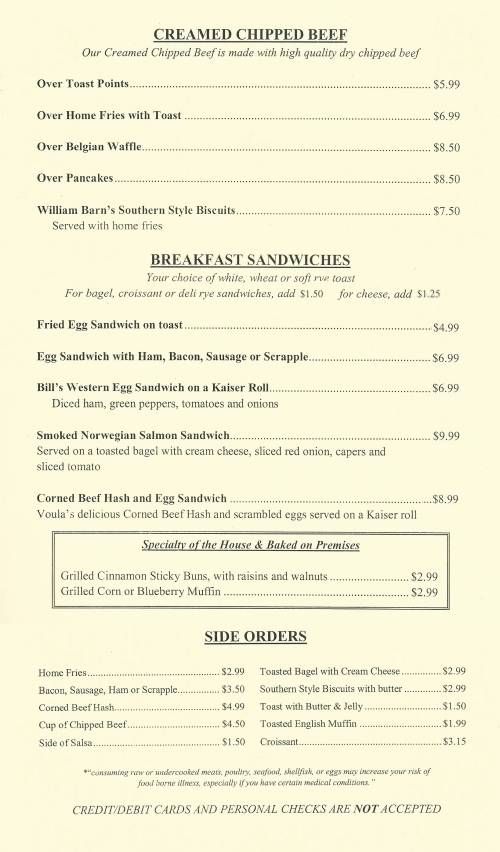 CREAMED CHIPPED BEEF
Our Creamed Chipped Beef is made with high quality dry chipped beef
Over Toast Points.......... $5.99
Over Home Fries with Toast .......... $6.99
Over Belgian Waffle.......... $8.50
Over Pancakes.......... $8.50
William Barn's Southern Style Biscuits.......... $7.50
Served with home fries
BREAKFAST SANDWICHES
Your choice of white, wheat or soft rye toast
For bagel, croissant or deli rye sandwiches, add $1.50 for cheese, add $1.25
Fried Egg Sandwich on toast .......... $4.99
Egg Sandwich with Ham, Bacon, Sausage or Scrapple.......... $6.99
Bill's Western Egg Sandwich on a Kaiser Roll.......... $6.99
Diced ham, green peppers, tomatoes and onions
Smoked Norwegian Salmon Sandwich.......... $9.99
Served on a toasted bagel with cream cheese, sliced red onion, capers and
sliced tomato
Corned Beef Hash and Egg Sandwich ..........$8.99
Voula's delicious Corned Beef Hash and scrambled eggs served on a Kaiser roll
Specialty of the House & Baked on Premises
Grilled Cinnamon Sticky Buns, with raisins and walnuts .......... $2.99
Grilled Corn or Blueberry Muffin .......... $2.99
SIDE ORDERS
Home Fries.......... $2.99
Bacon, Sausage, Ham or Scrapple.......... $3.50
Corned Beef Hash.......... $4.99
Cup of Chipped Beef.......... $4.50
Side of Salsa.......... $1.50
Toasted Bagel with Cream Cheese.......... $2.99
Southern Style Biscuits with butter .......... $2.99
Toast with Butter & Jelly .......... $1.50
Toasted English Muffin .......... $1.99
Croissant.......... $3.15
*"consuming raw or undercooked meats, poultry, seafood, shellfish, or eggs may increase your risk of
food borne illness, especially if you have certain medical conditions."
CREDIT/DEBIT CARDS AND PERSONAL CHECKS ARE NOT ACCEPTED